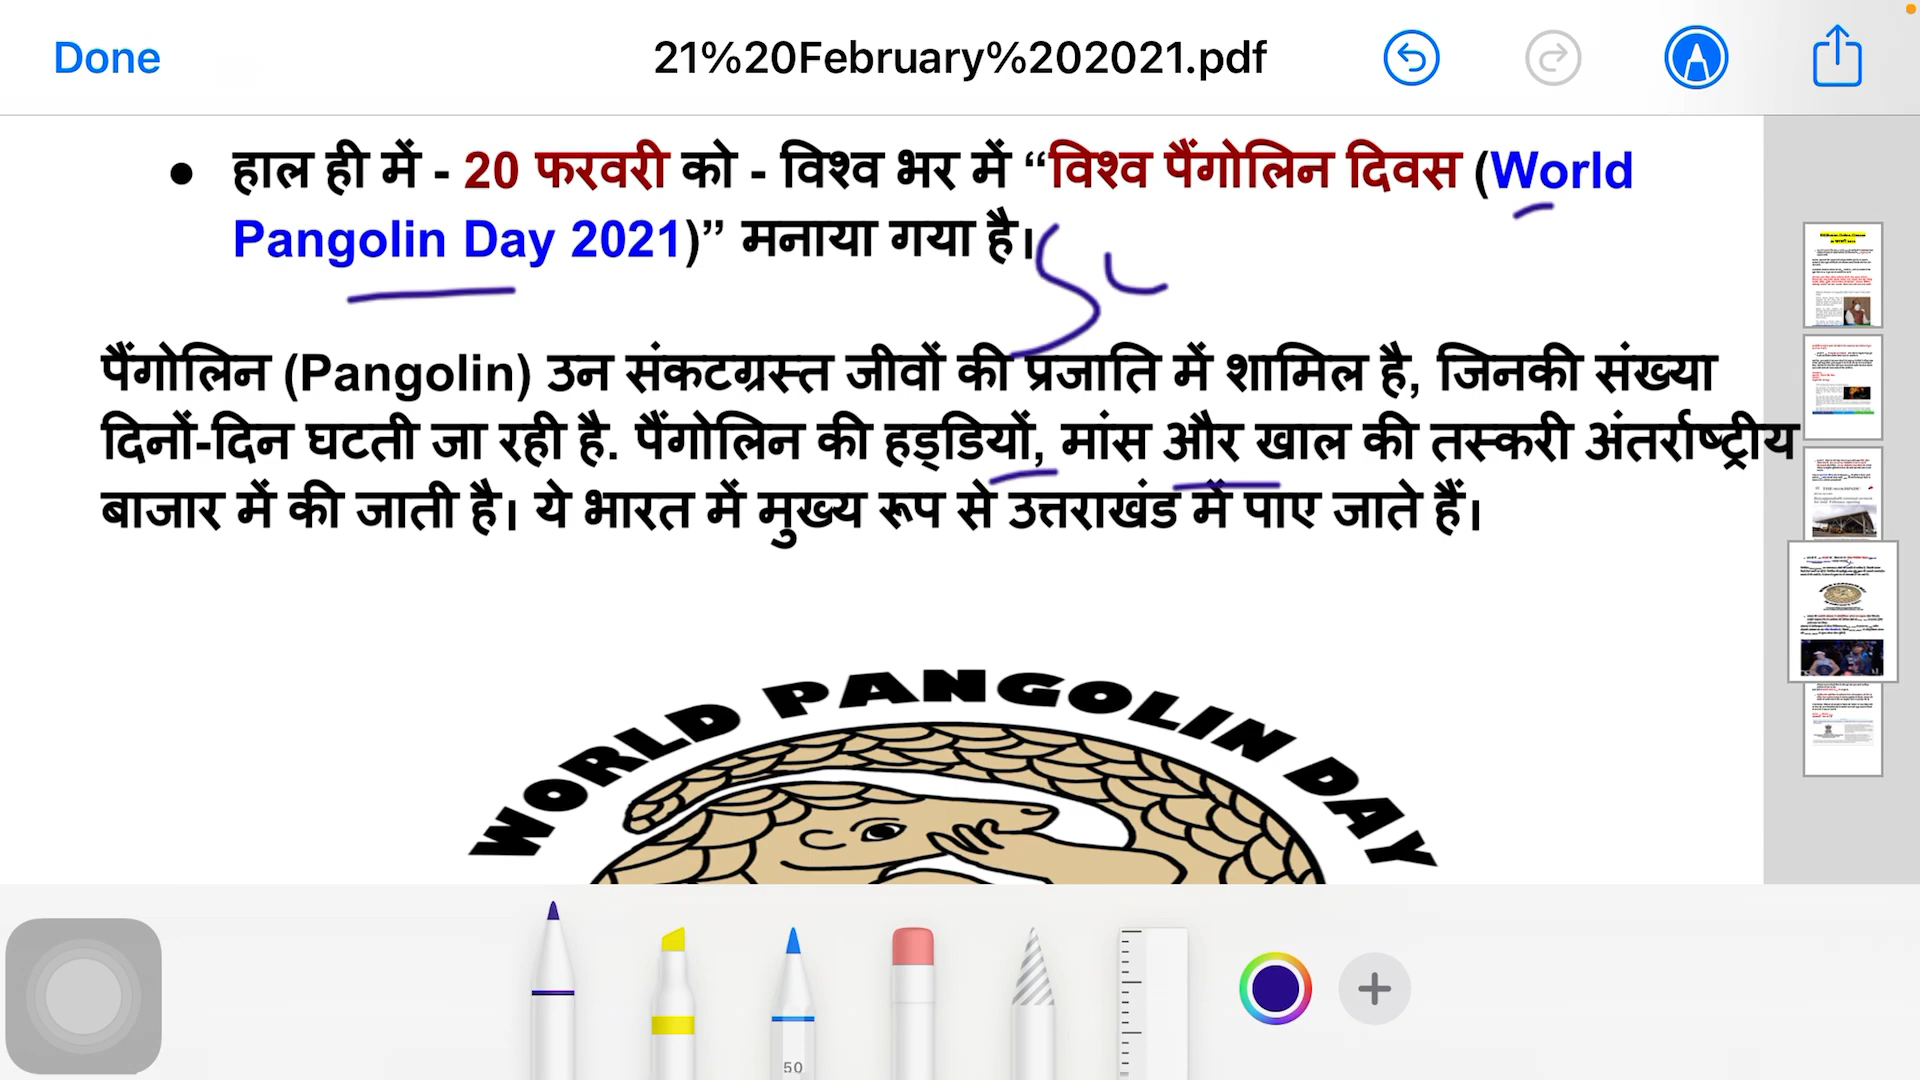 Done
21%20February%202021.pdf
हाल ही में - 20 फरवरी को - विश्व भर में “विश्व पैंगोलिन दिवस (World
Pangolin Day 2021)” मनाया गया है।
पैंगोलिन (Pangolin) उन संकटग्रस्त जीवों की प्रजाति में शामिल है, जिनकी संख्या
दिनों-दिन घटती जा रही है. पैंगोलिन की हड्डियों, मांस और खाल की तस्करी अंतर्राष्ट्रीय
बाजार में की जाती है। ये भारत में मुख्य रूप से उत्तराखंड में पाए जाते हैं।
WORLD PANGOLIN DAY
50